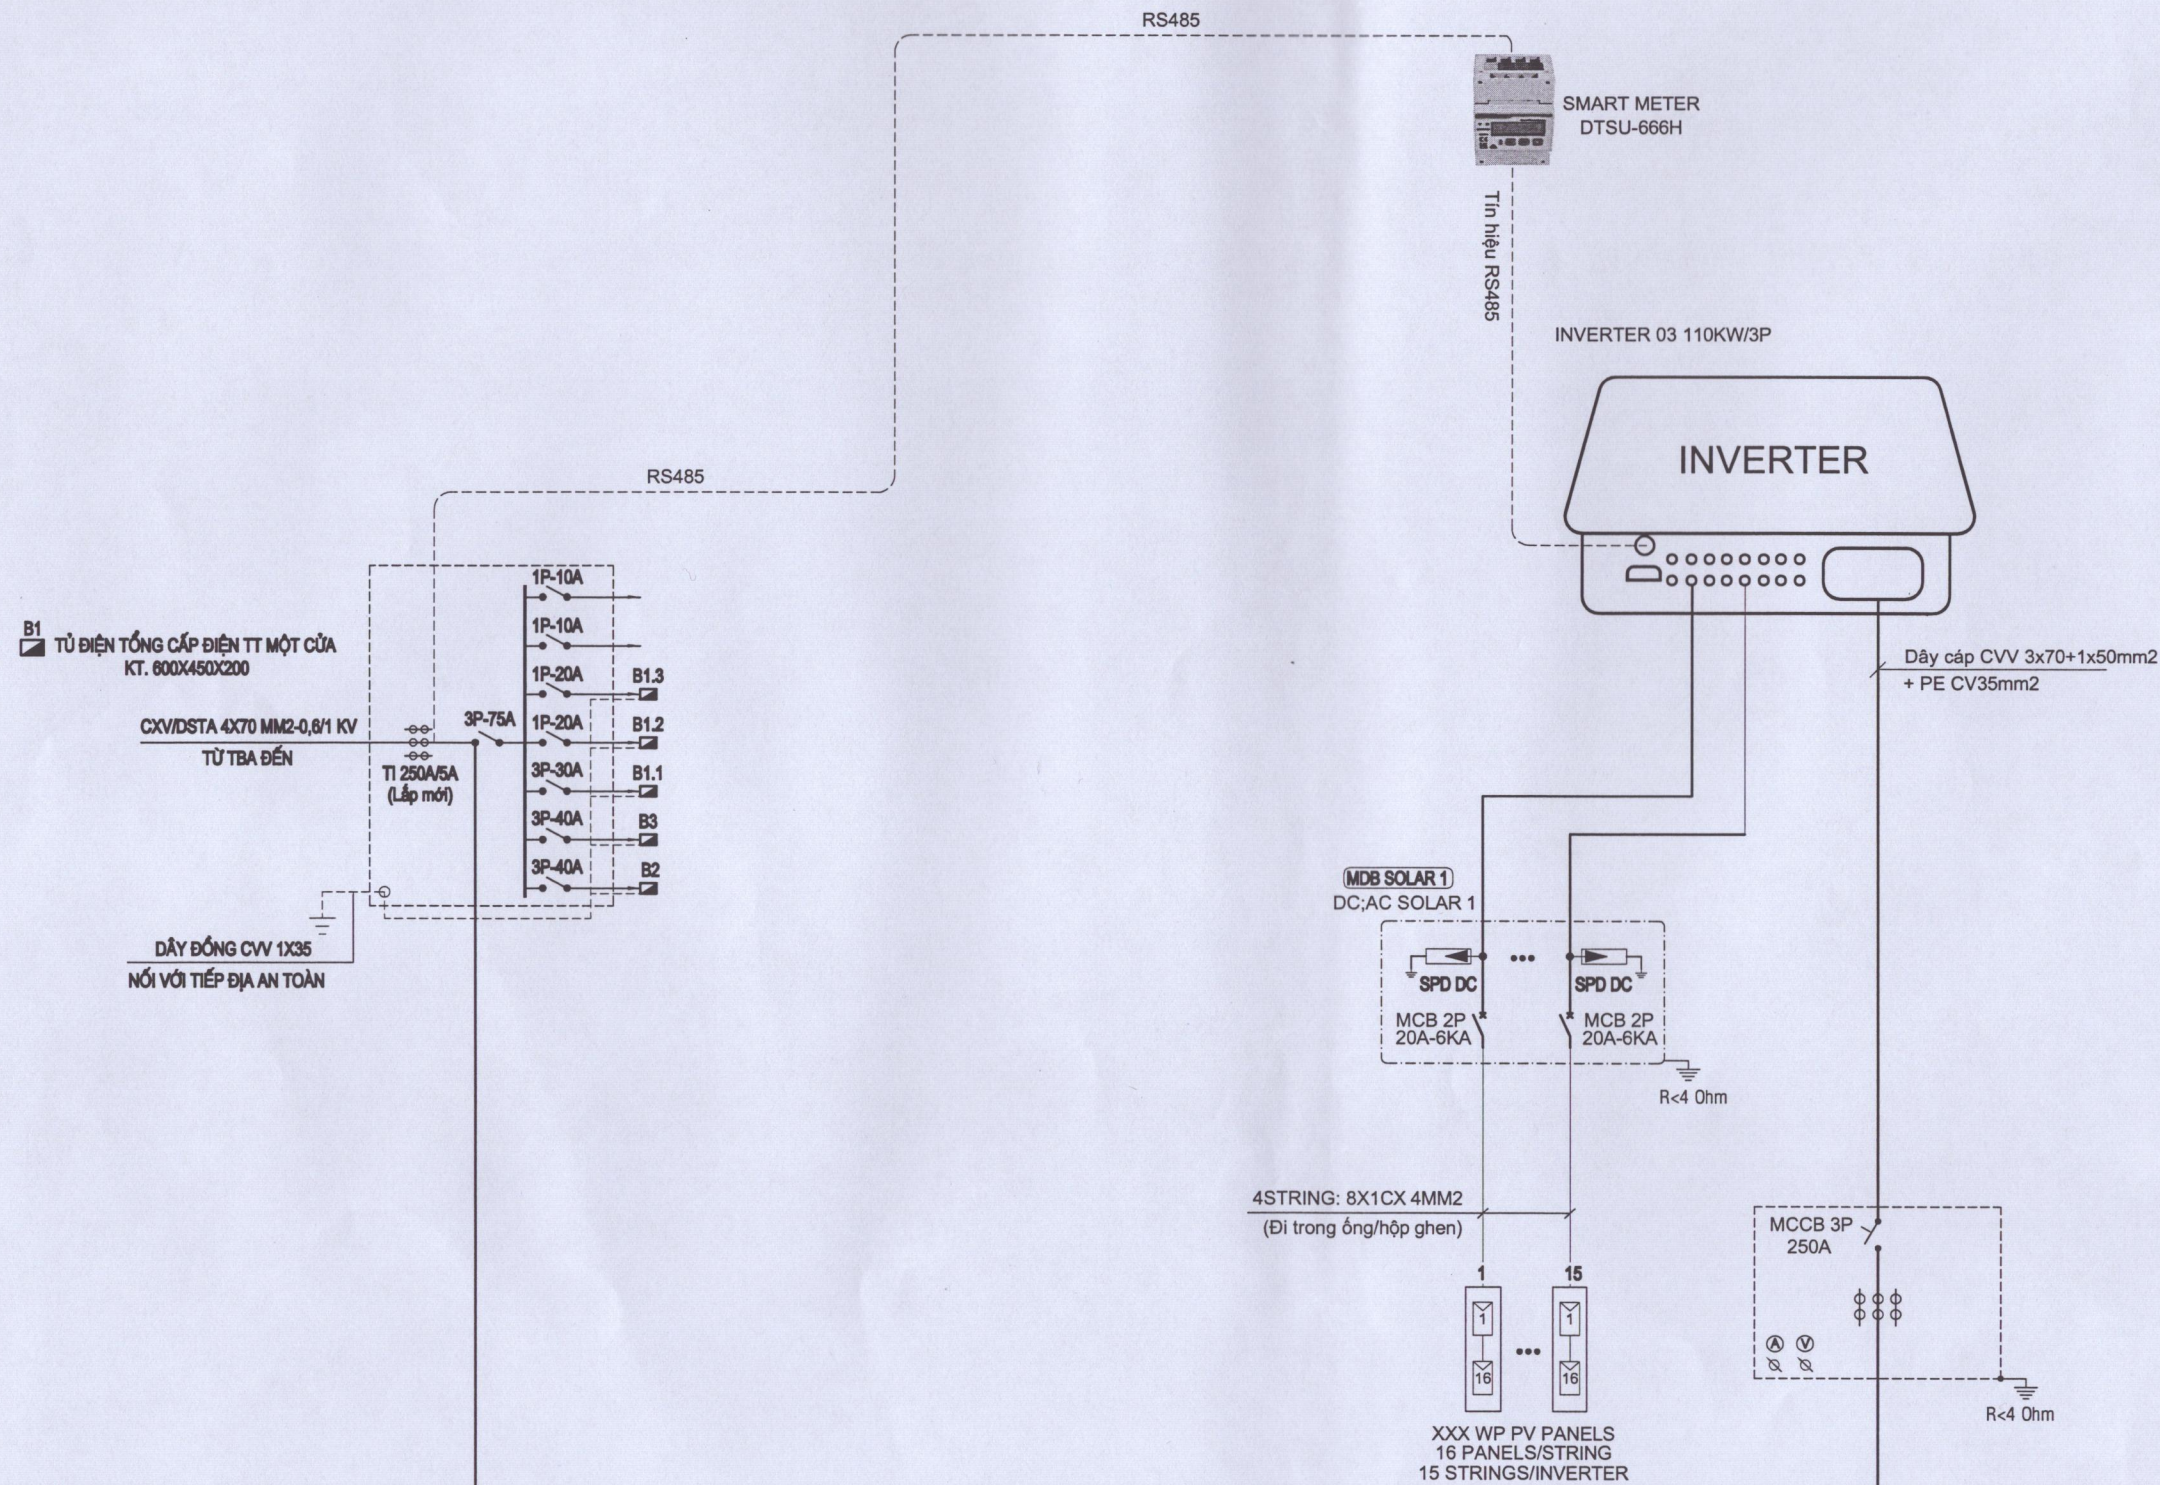 RS485
SMART METER
DTSU-666H
Tín hiệu RS485
INVERTER 03 110KW/3P
INVERTER
RS485
B1
TỦ ĐIỆN TỔNG CẤP ĐIỆN TT MỘT CỬA
KT. 600X450X200
CXV/DSTA 4X70 MM2-0,6/1 KV
TỪ TBA ĐẾN
TI 250A/5A
(Lắp mới)
3P-75A
1P-10A
1P-10A
1P-20A
B1.3
1P-20A
B1.2
3P-30A
B1.1
3P-40A
B3
3P-40A
B2
DÂY ĐỒNG CVV 1X35
NỐI VỚI TIẾP ĐỊA AN TOÀN
Dây cáp CVV 3x70+1x50mm2
+ PE CV35mm2
MDB SOLAR 1
DC;AC SOLAR 1
SPD DC
SPD DC
MCB 2P
20A-6KA
MCB 2P
20A-6KA
R<4 Ohm
4STRING: 8X1CX 4MM2
(Đi trong ống/hộp ghen)
1
15
1
16
1
16
XXX WP PV PANELS
16 PANELS/STRING
15 STRINGS/INVERTER
MCCB 3P
250A
A
V
R<4 Ohm